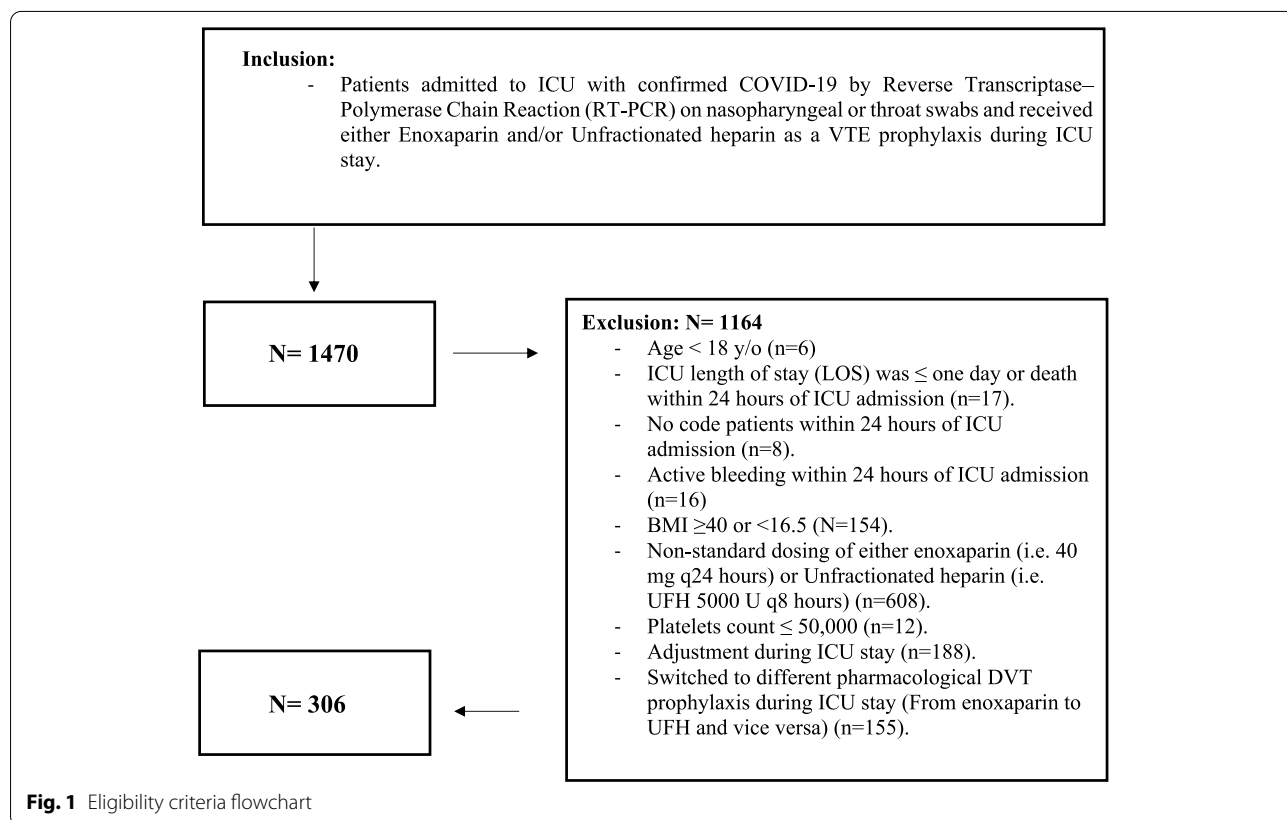 Inclusion:
- Patients admitted to ICU with confirmed COVID-19 by Reverse Transcriptase–
Polymerase Chain Reaction (RT-PCR) on nasopharyngeal or throat swabs and received
either Enoxaparin and/or Unfractionated heparin as a VTE prophylaxis during ICU
stay.
N= 1470
Exclusion: N= 1164
- Age < 18 y/o (n=6)
- ICU length of stay (LOS) was ≤ one day or death
within 24 hours of ICU admission (n=17).
- No code patients within 24 hours of ICU
admission (n=8).
- Active bleeding within 24 hours of ICU admission
(n=16)
- BMI ≥40 or <16.5 (N=154).
- Non-standard dosing of either enoxaparin (i.e. 40
mg q24 hours) or Unfractionated heparin (i.e.
UFH 5000 U q8 hours) (n=608).
- Platelets count ≤ 50,000 (n=12).
- Adjustment during ICU stay (n=188).
- Switched to different pharmacological DVT
prophylaxis during ICU stay (From enoxaparin to
UFH and vice versa) (n=155).
N= 306
Fig. 1 Eligibility criteria flowchart